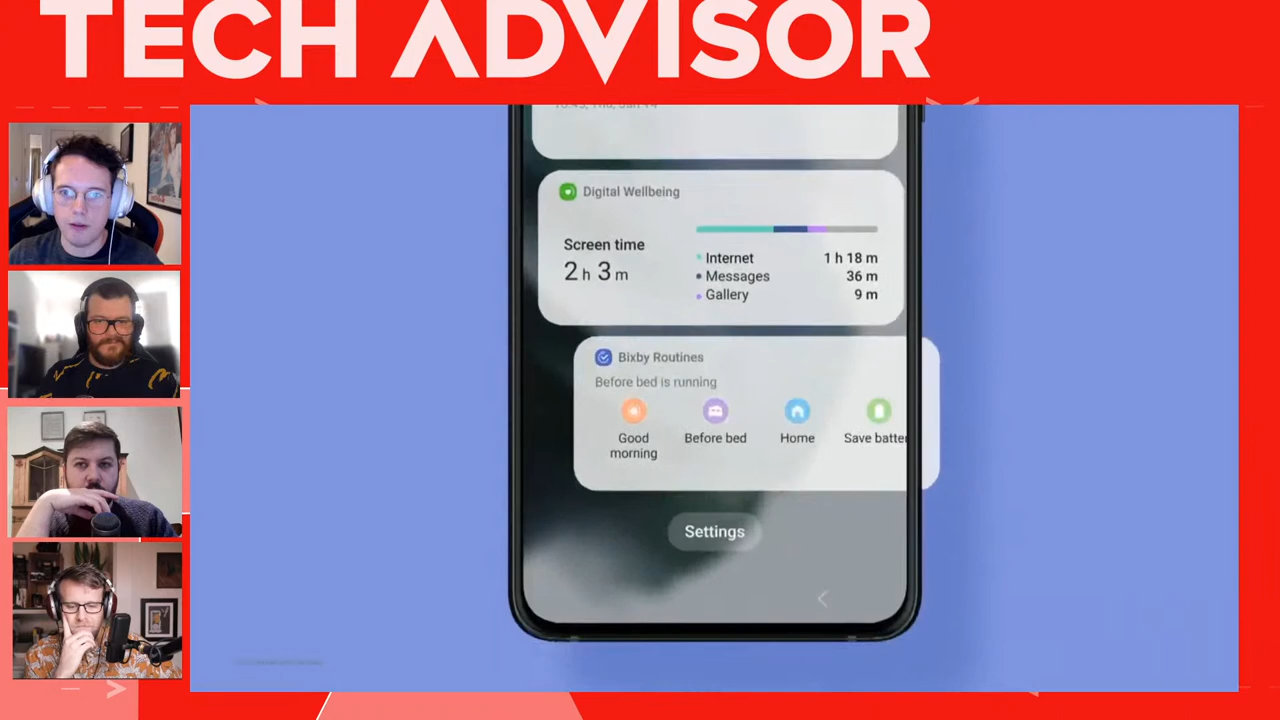 TECH ADVISOR
Digital Wellbeing
Screen time
2 h 3 m
Internet 1 h 18 m
Messages 36 m
Gallery 9 m
Bixby Routines
Before bed is running
Good morning
Before bed
Home
Save batter
Settings